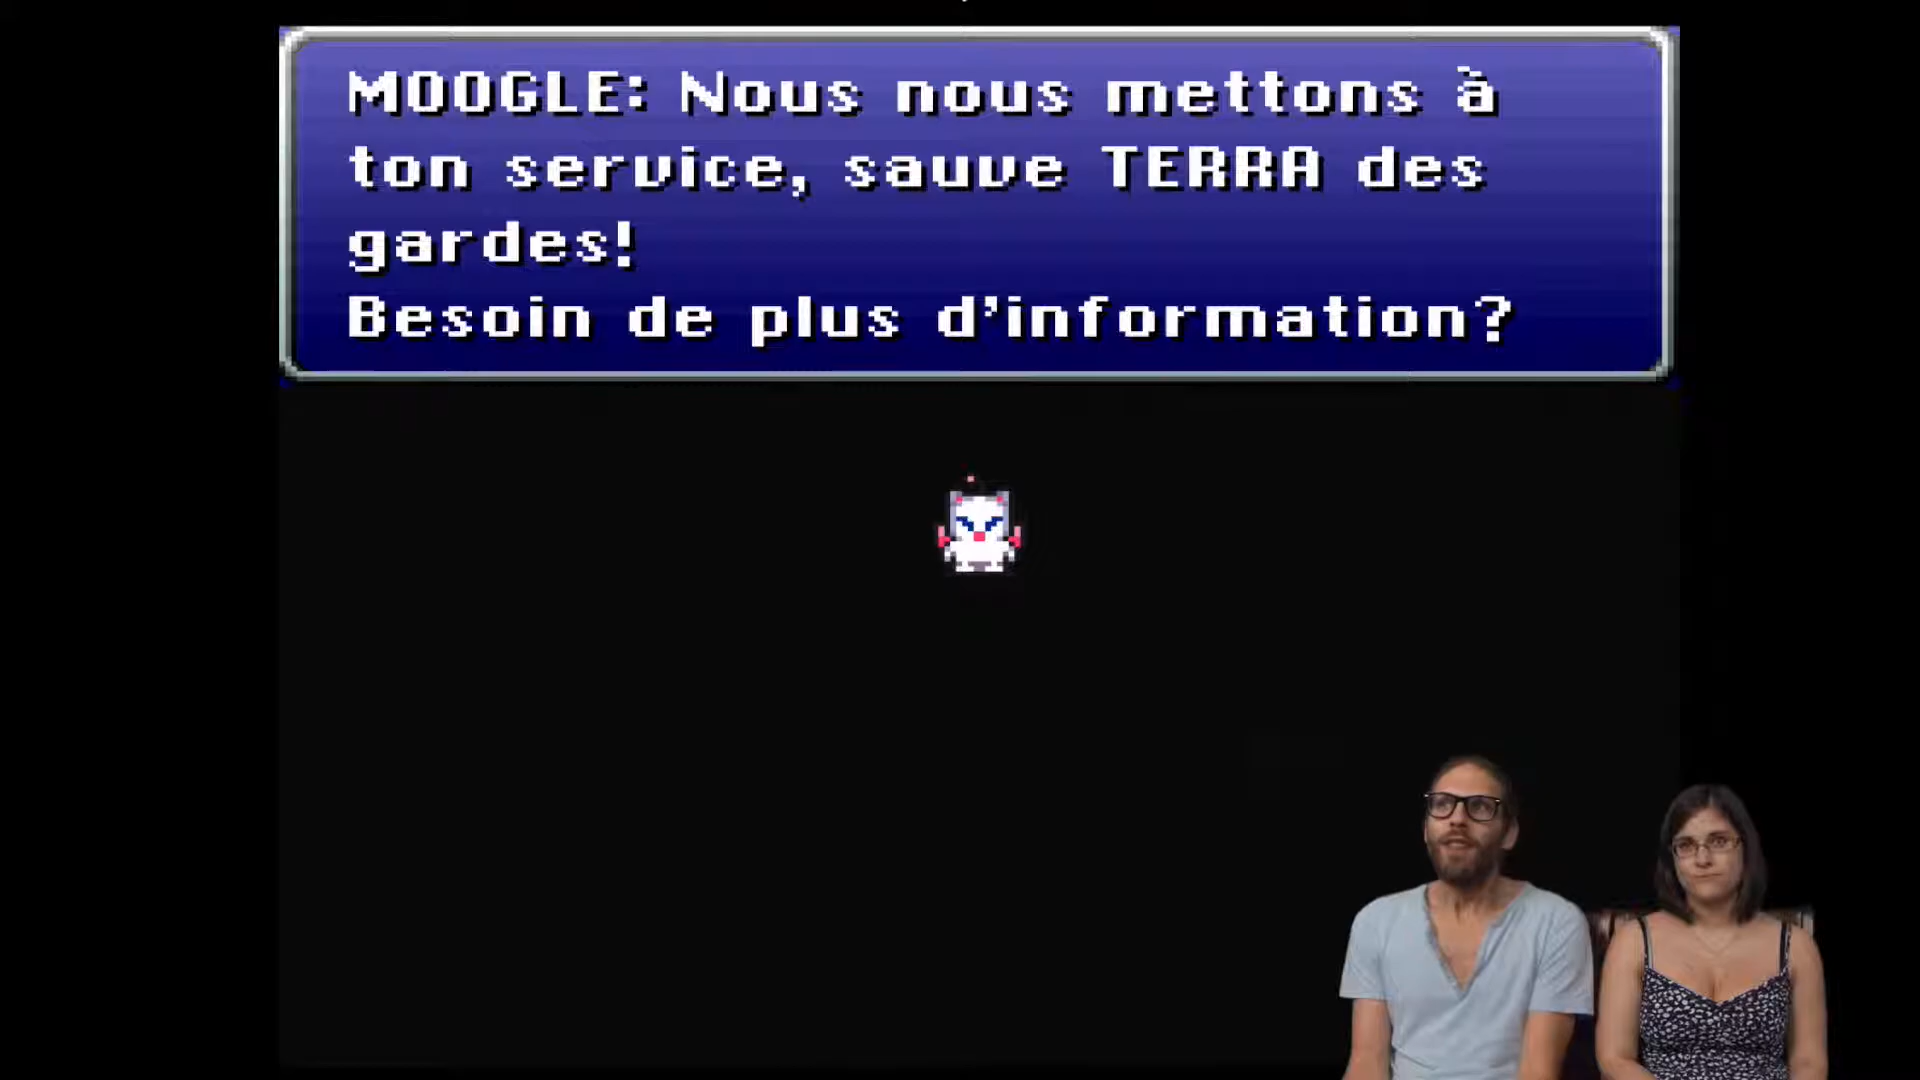 MOOGLE: Nous nous mettons à
ton service, sauve TERRA des
gardes!
Besoin de plus d'information?